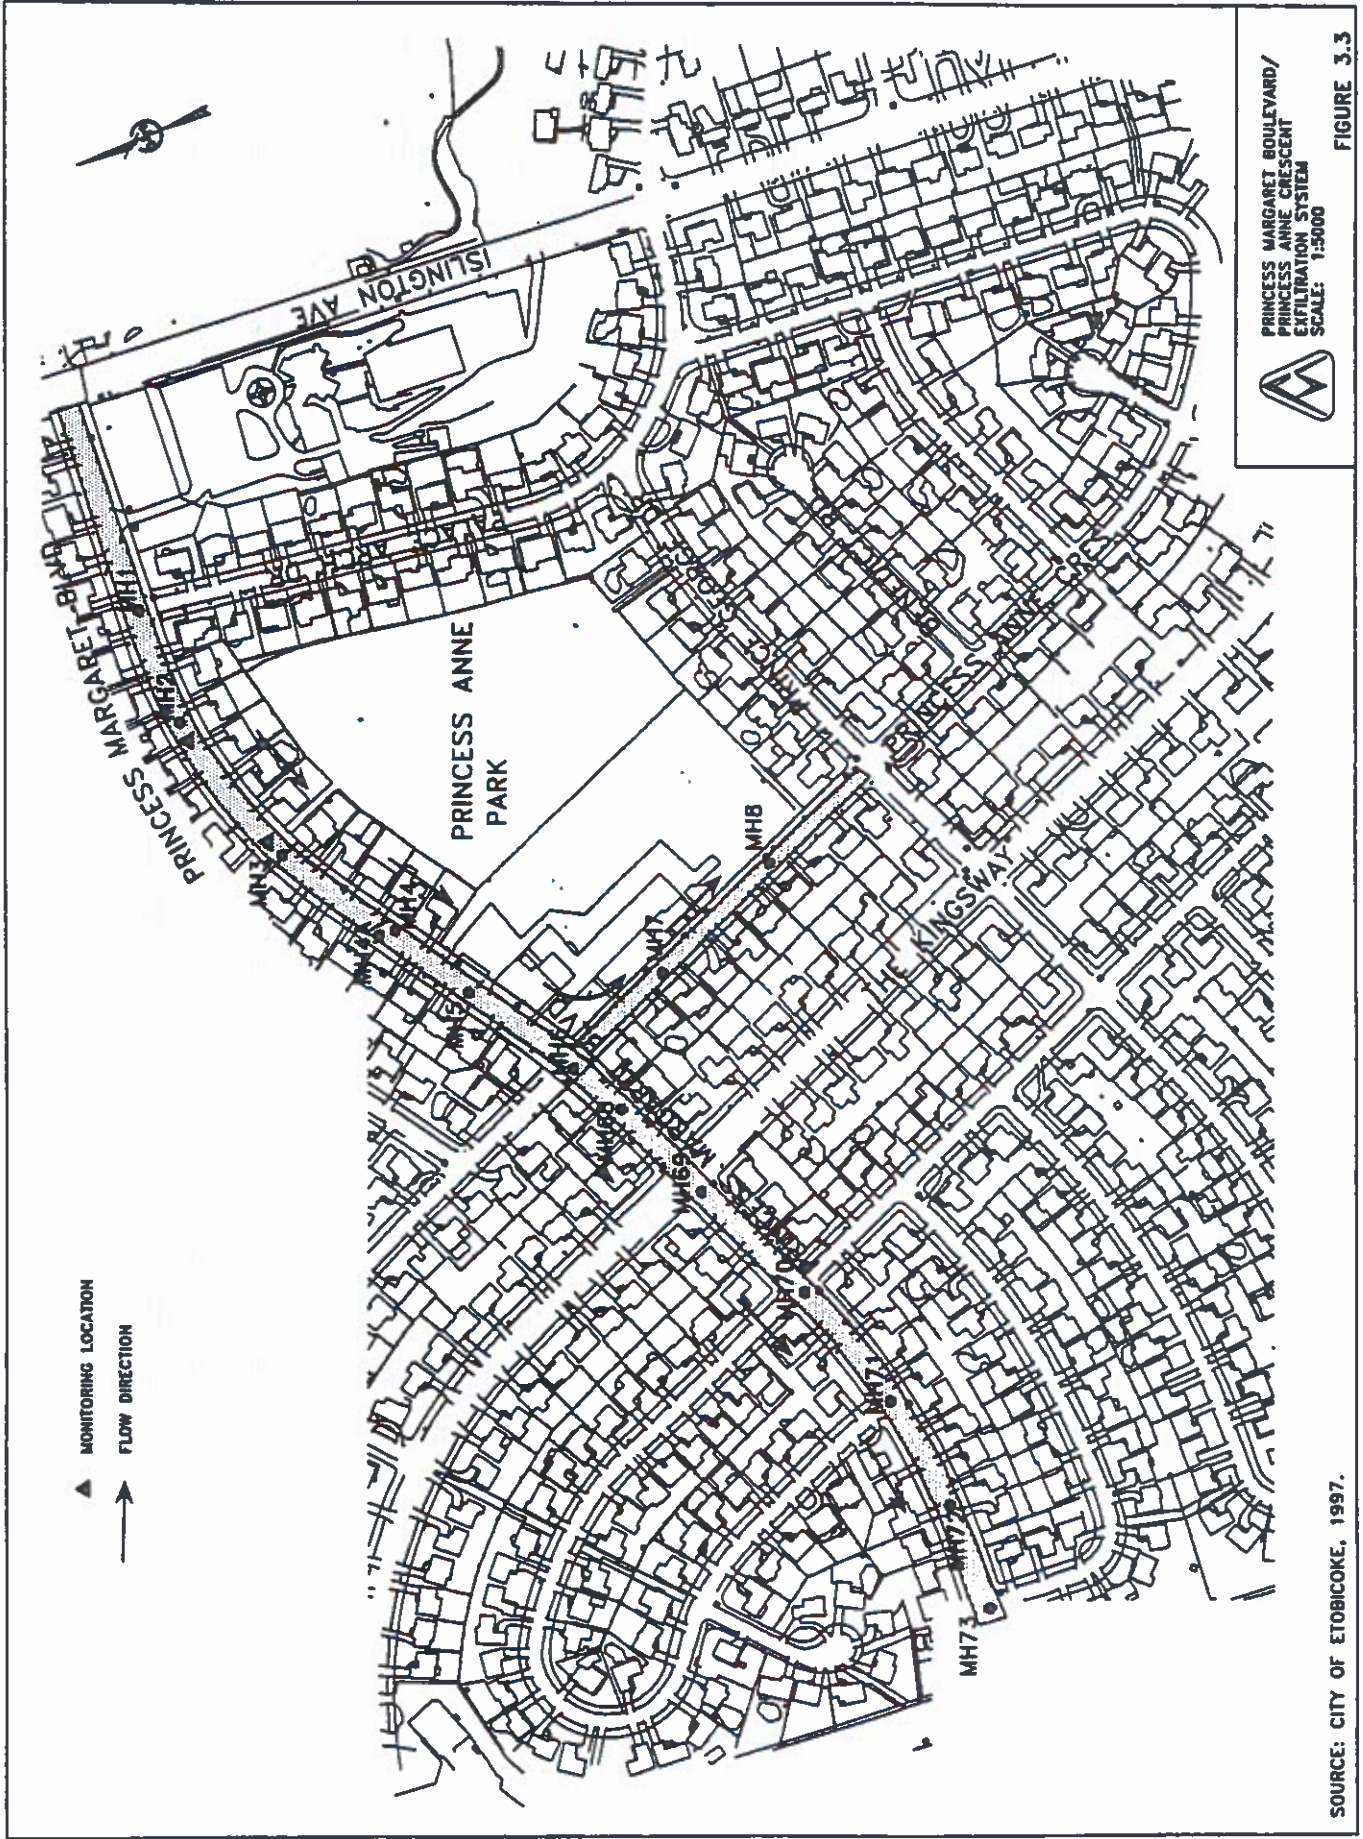 ▲ MONITORING LOCATION
→ FLOW DIRECTION
PRINCESS MARGARET BLVD
ISLINGTON AVE
MH1
MH2
MH3
MH4
MH5
MH7
MH8
MH68
MH69
MH70
MH71
MH72
MH73
PRINCESS ANNE
PARK
PRINCESS ANNE CRES
KINGSWAY
SOURCE: CITY OF ETOBICOKE, 1997.
PRINCESS MARGARET BOULEVARD/
PRINCESS ANNE CRESCENT
EXFILTRATION SYSTEM
SCALE: 1:5000
FIGURE 3.3